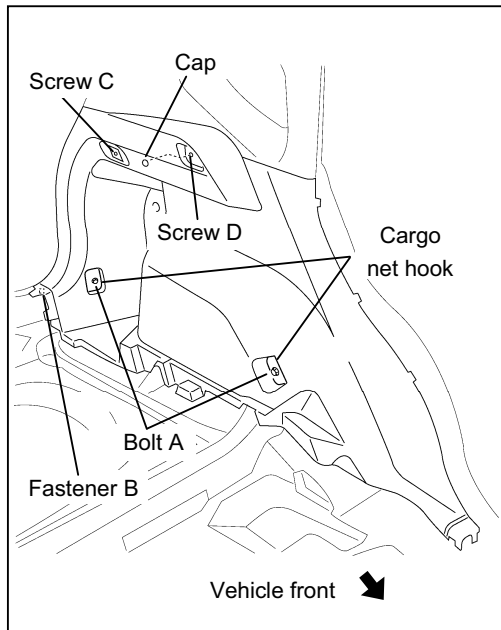 Cap
Screw C
Screw D
Cargo
net hook
Bolt A
Fastener B
Vehicle front